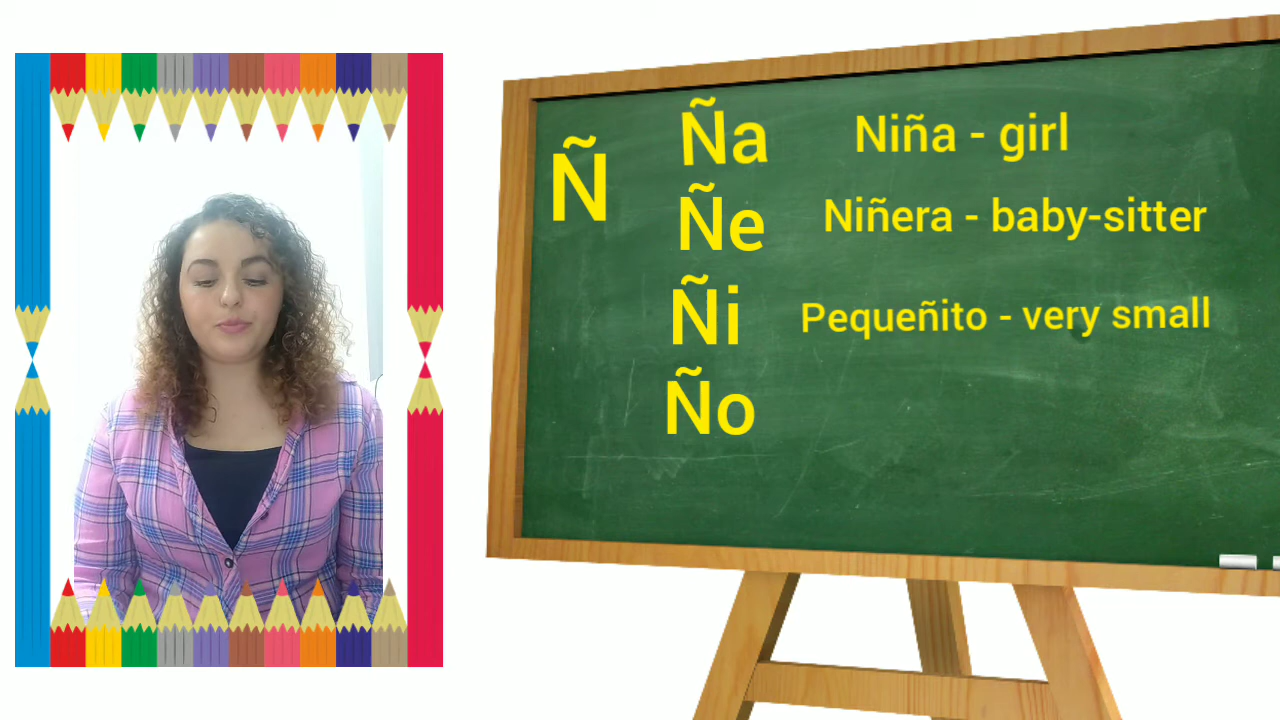 Ñ
Ña Niña - girl
Ñe Niñera - baby-sitter
Ñi Pequeñito - very small
Ño